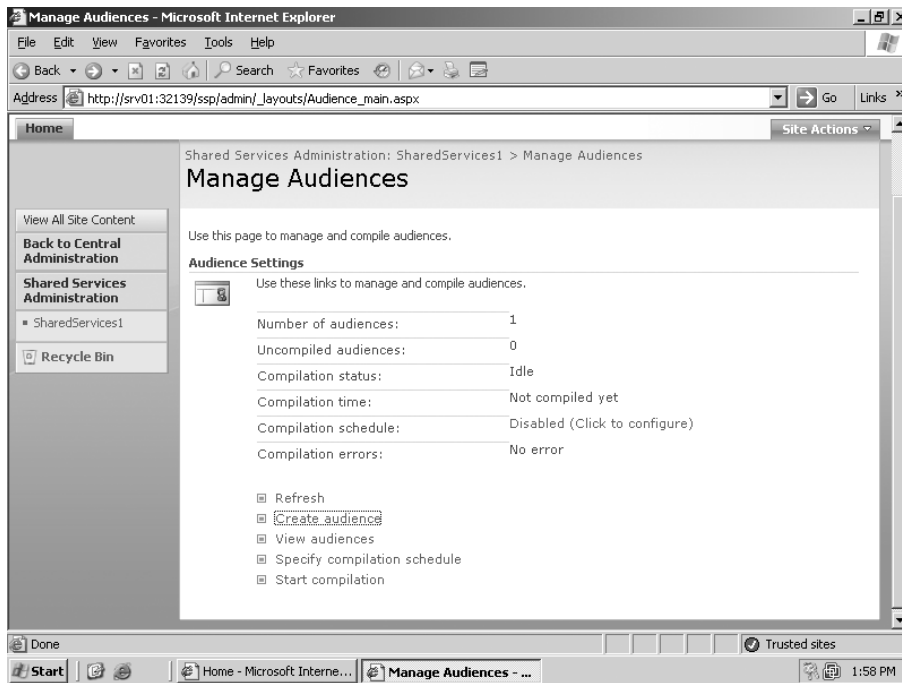 Manage Audiences - Microsoft Internet Explorer
File Edit View Favorites Tools Help
Back Search Favorites
Address http://srv01:32139/ssp/admin/_layouts/Audience_main.aspx Go Links »
Home Site Actions
Shared Services Administration: SharedServices1 > Manage Audiences
Manage Audiences
View All Site Content
Back to Central
Administration
Shared Services
Administration
SharedServices1
Recycle Bin
Use this page to manage and compile audiences.
Audience Settings
Use these links to manage and compile audiences.
Number of audiences: 1
Uncompiled audiences: 0
Compilation status: Idle
Compilation time: Not compiled yet
Compilation schedule: Disabled (Click to configure)
Compilation errors: No error
Refresh
Create audience
View audiences
Specify compilation schedule
Start compilation
Done Trusted sites
Start Home - Microsoft Interne... Manage Audiences - ... 1:58 PM